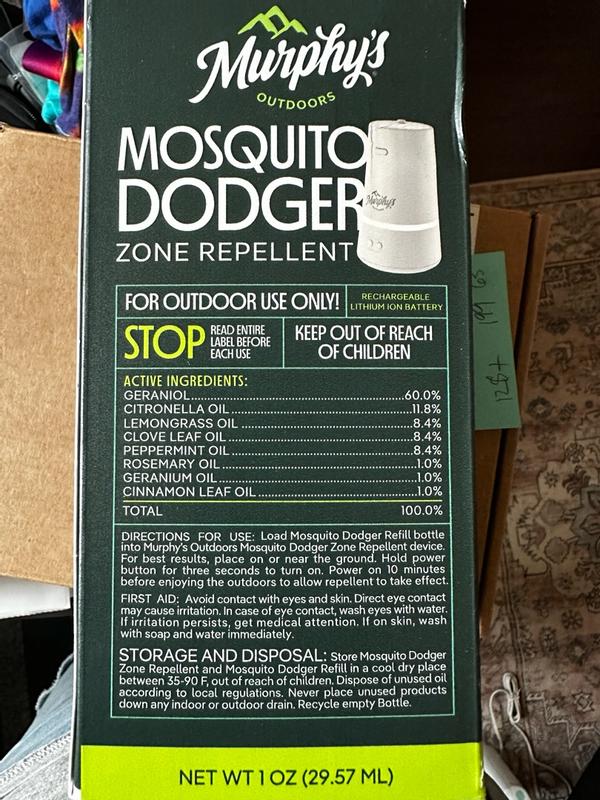 Murphy's
OUTDOORS
MOSQUITO
DODGER
ZONE REPELLENT
Murphy's
FOR OUTDOOR USE ONLY!
RECHARGEABLE
LITHIUM ION BATTERY
STOP
READ ENTIRE
LABEL BEFORE
EACH USE
KEEP OUT OF REACH
OF CHILDREN
ACTIVE INGREDIENTS:
GERANIOL 60.0%
CITRONELLA OIL 11.8%
LEMONGRASS OIL 8.4%
CLOVE LEAF OIL 8.4%
PEPPERMINT OIL 8.4%
ROSEMARY OIL 1.0%
GERANIUM OIL 1.0%
CINNAMON LEAF OIL 1.0%
TOTAL 100.0%
DIRECTIONS FOR USE: Load Mosquito Dodger Refill bottle
into Murphy's Outdoors Mosquito Dodger Zone Repellent device.
For best results, place on or near the ground. Hold power
button for three seconds to turn on. Power on 10 minutes
before enjoying the outdoors to allow repellent to take effect.
FIRST AID: Avoid contact with eyes and skin. Direct eye contact
may cause irritation. In case of eye contact, wash eyes with water.
If irritation persists, get medical attention. If on skin, wash
with soap and water immediately.
STORAGE AND DISPOSAL: Store Mosquito Dodger
Zone Repellent and Mosquito Dodger Refill in a cool dry place
between 35-90 F, out of reach of children. Dispose of unused oil
according to local regulations. Never place unused products
down any indoor or outdoor drain. Recycle empty Bottle.
NET WT 1 OZ (29.57 ML)